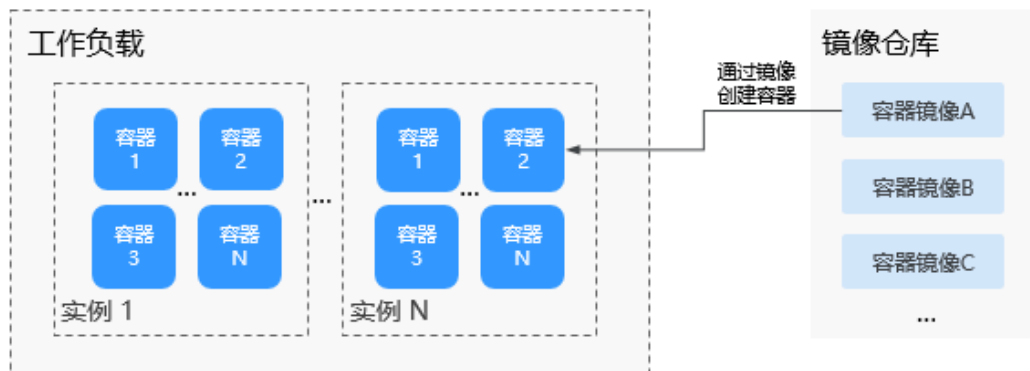 工作负载
容器
1
容器
2
...
容器
3
容器
N
实例 1
...
容器
1
容器
2
...
容器
3
容器
N
实例 N
通过镜像
创建容器
镜像仓库
容器镜像A
容器镜像B
容器镜像C
...